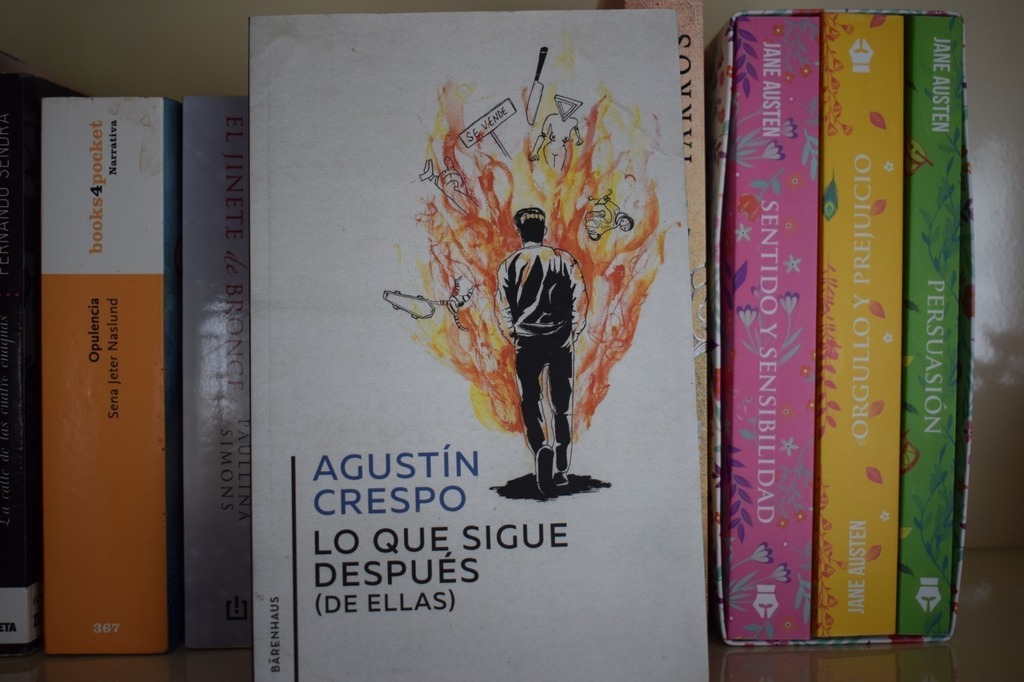 FERNANDO SENDRA
La calle de las cuatro
books4pocket
Narrativa
Opulencia
Sena Jeter Naslund
367
EL JINETE de BRONCE
PAULLINA
SIMONS
SE VENDE
AGUSTÍN
CRESPO
LO QUE SIGUE
DESPUÉS
(DE ELLAS)
BÄRENHAUS
JANE AUSTEN
SENTIDO Y SENSIBILIDAD
ORGULLO Y PREJUICIO
JANE AUSTEN
JANE AUSTEN
PERSUASIÓN